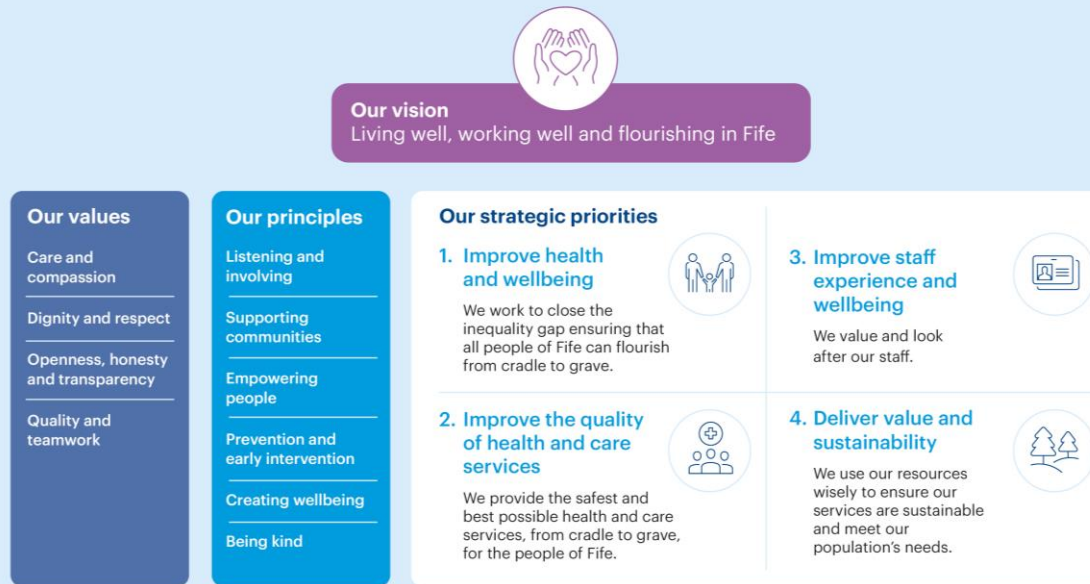 Our vision
Living well, working well and flourishing in Fife
Our values
Care and
compassion
Dignity and respect
Openness, honesty
and transparency
Quality and
teamwork
Our principles
Listening and
involving
Supporting
communities
Empowering
people
Prevention and
early intervention
Creating wellbeing
Being kind
Our strategic priorities
1. Improve health
and wellbeing
We work to close the
inequality gap ensuring that
all people of Fife can flourish
from cradle to grave.
2. Improve the quality
of health and care
services
We provide the safest and
best possible health and care
services, from cradle to grave,
for the people of Fife.
3. Improve staff
experience and
wellbeing
We value and look
after our staff.
4. Deliver value and
sustainability
We use our resources
wisely to ensure our
services are sustainable
and meet our
population's needs.